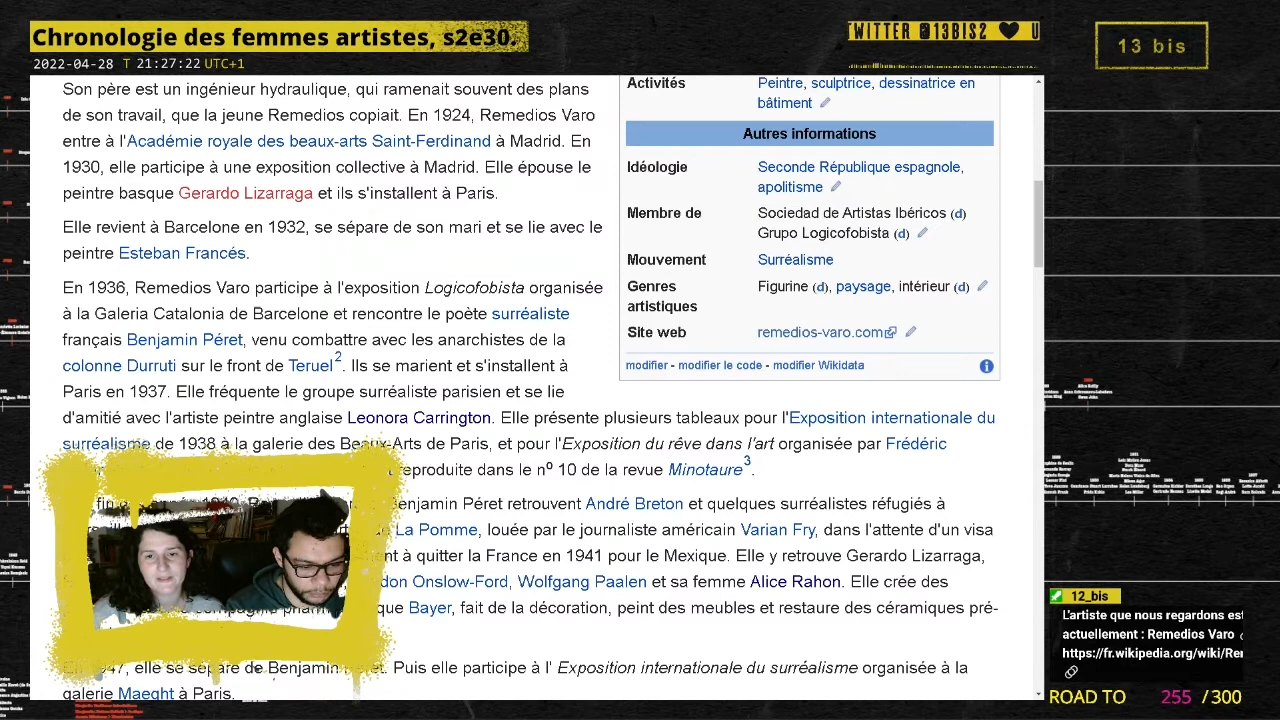 Chronologie des femmes artistes, s2e30.
2022-04-28 T 21:27:22 UTC+1
TWITTER @13BIS2
13 bis
Son père est un ingénieur hydraulique, qui ramenait souvent des plans
de son travail, que la jeune Remedios copiait. En 1924, Remedios Varo
entre à l'Académie royale des beaux-arts Saint-Ferdinand à Madrid. En
1930, elle participe à une exposition collective à Madrid. Elle épouse le
peintre basque Gerardo Lizarraga et ils s'installent à Paris.
Elle revient à Barcelone en 1932, se sépare de son mari et se lie avec le
peintre Esteban Francés.
En 1936, Remedios Varo participe à l'exposition Logicofobista organisée
à la Galeria Catalonia de Barcelone et rencontre le poète surréaliste
français Benjamin Péret, venu combattre avec les anarchistes de la
colonne Durruti sur le front de Teruel2. Ils se marient et s'installent à
Paris en 1937. Elle fréquente le groupe surréaliste parisien et se lie
d'amitié avec l'artiste peintre anglaise Leonora Carrington. Elle présente plusieurs tableaux pour l'Exposition internationale du
surréalisme de 1938 à la galerie des Beaux-Arts de Paris, et pour l'Exposition du rêve dans l'art organisée par Frédéric
reproduite dans le nº 10 de la revue Minotaure3.
Benjamin Péret retrouvent André Breton et quelques surréalistes réfugiés à
La Pomme, louée par le journaliste américain Varian Fry, dans l'attente d'un visa
à quitter la France en 1941 pour le Mexique. Elle y retrouve Gerardo Lizarraga,
Onslow-Ford, Wolfgang Paalen et sa femme Alice Rahon. Elle crée des
que Bayer, fait de la décoration, peint des meubles et restaure des céramiques pré-
elle se sépare de Benjamin Puis elle participe à l' Exposition internationale du surréalisme organisée à la
galerie Maeght à Paris.
Activités Peintre, sculptrice, dessinatrice en
bâtiment
Autres informations
Idéologie Seconde République espagnole,
apolitisme
Membre de Sociedad de Artistas Ibéricos (d)
Grupo Logicofobista (d)
Mouvement Surréalisme
Genres Figurine (d), paysage, intérieur (d)
artistiques
Site web remedios-varo.com
modifier - modifier le code - modifier Wikidata
12_bis
L'artiste que nous regardons est
actuellement : Remedios Varo
https://fr.wikipedia.org/wiki/Re
ROAD TO 255 / 300